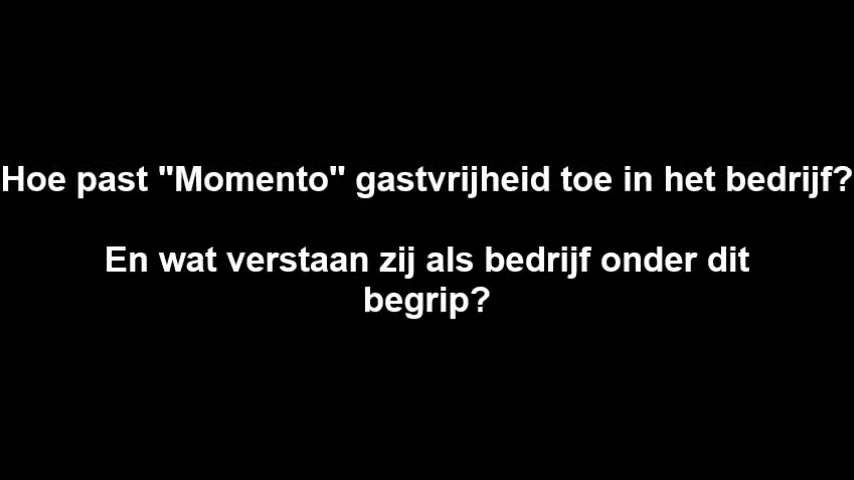 Hoe past "Momento" gastvrijheid toe in het bedrijf?
En wat verstaan zij als bedrijf onder dit
begrip?